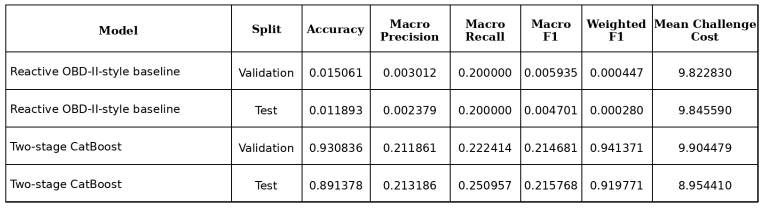 Model Split Accuracy Macro Precision Macro Recall Macro F1 Weighted F1 Mean Challenge Cost
Reactive OBD-II-style baseline Validation 0.015061 0.003012 0.200000 0.005935 0.000447 9.822830
Reactive OBD-II-style baseline Test 0.011893 0.002379 0.200000 0.004701 0.000280 9.845590
Two-stage CatBoost Validation 0.930836 0.211861 0.222414 0.214681 0.941371 9.904479
Two-stage CatBoost Test 0.891378 0.213186 0.250957 0.215768 0.919771 8.954410